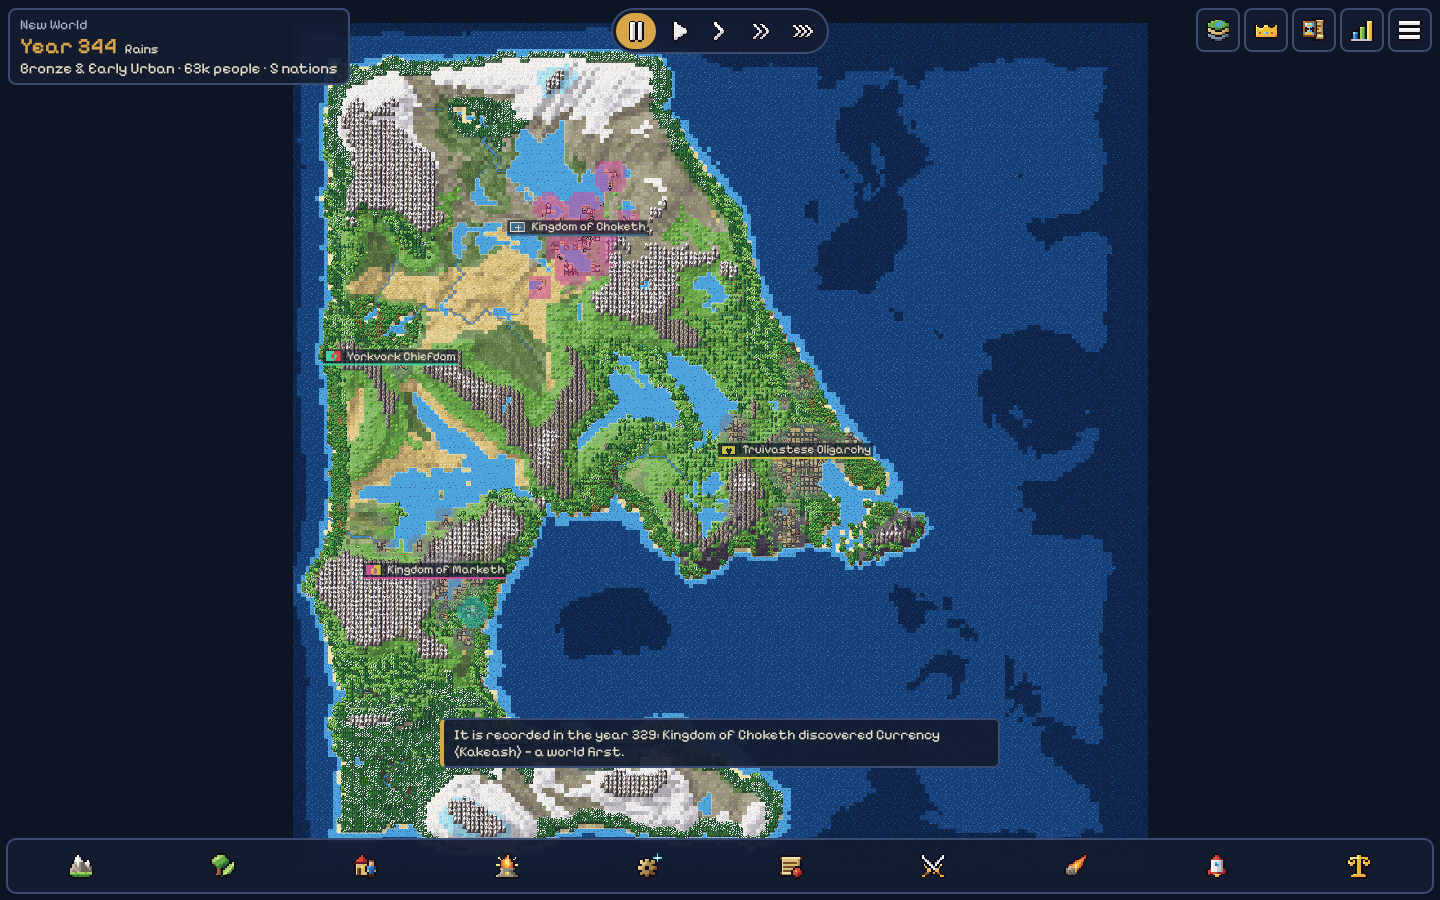 New World
Year 344 Rains
Bronze & Early Urban · 63k people · 8 nations
Kingdom of Choketh
Yorkvork Chiefdom
Truivastese Oligarchy
Kingdom of Marketh
It is recorded in the year 329: Kingdom of Choketh discovered Currency
(Kakeash) – a world first.